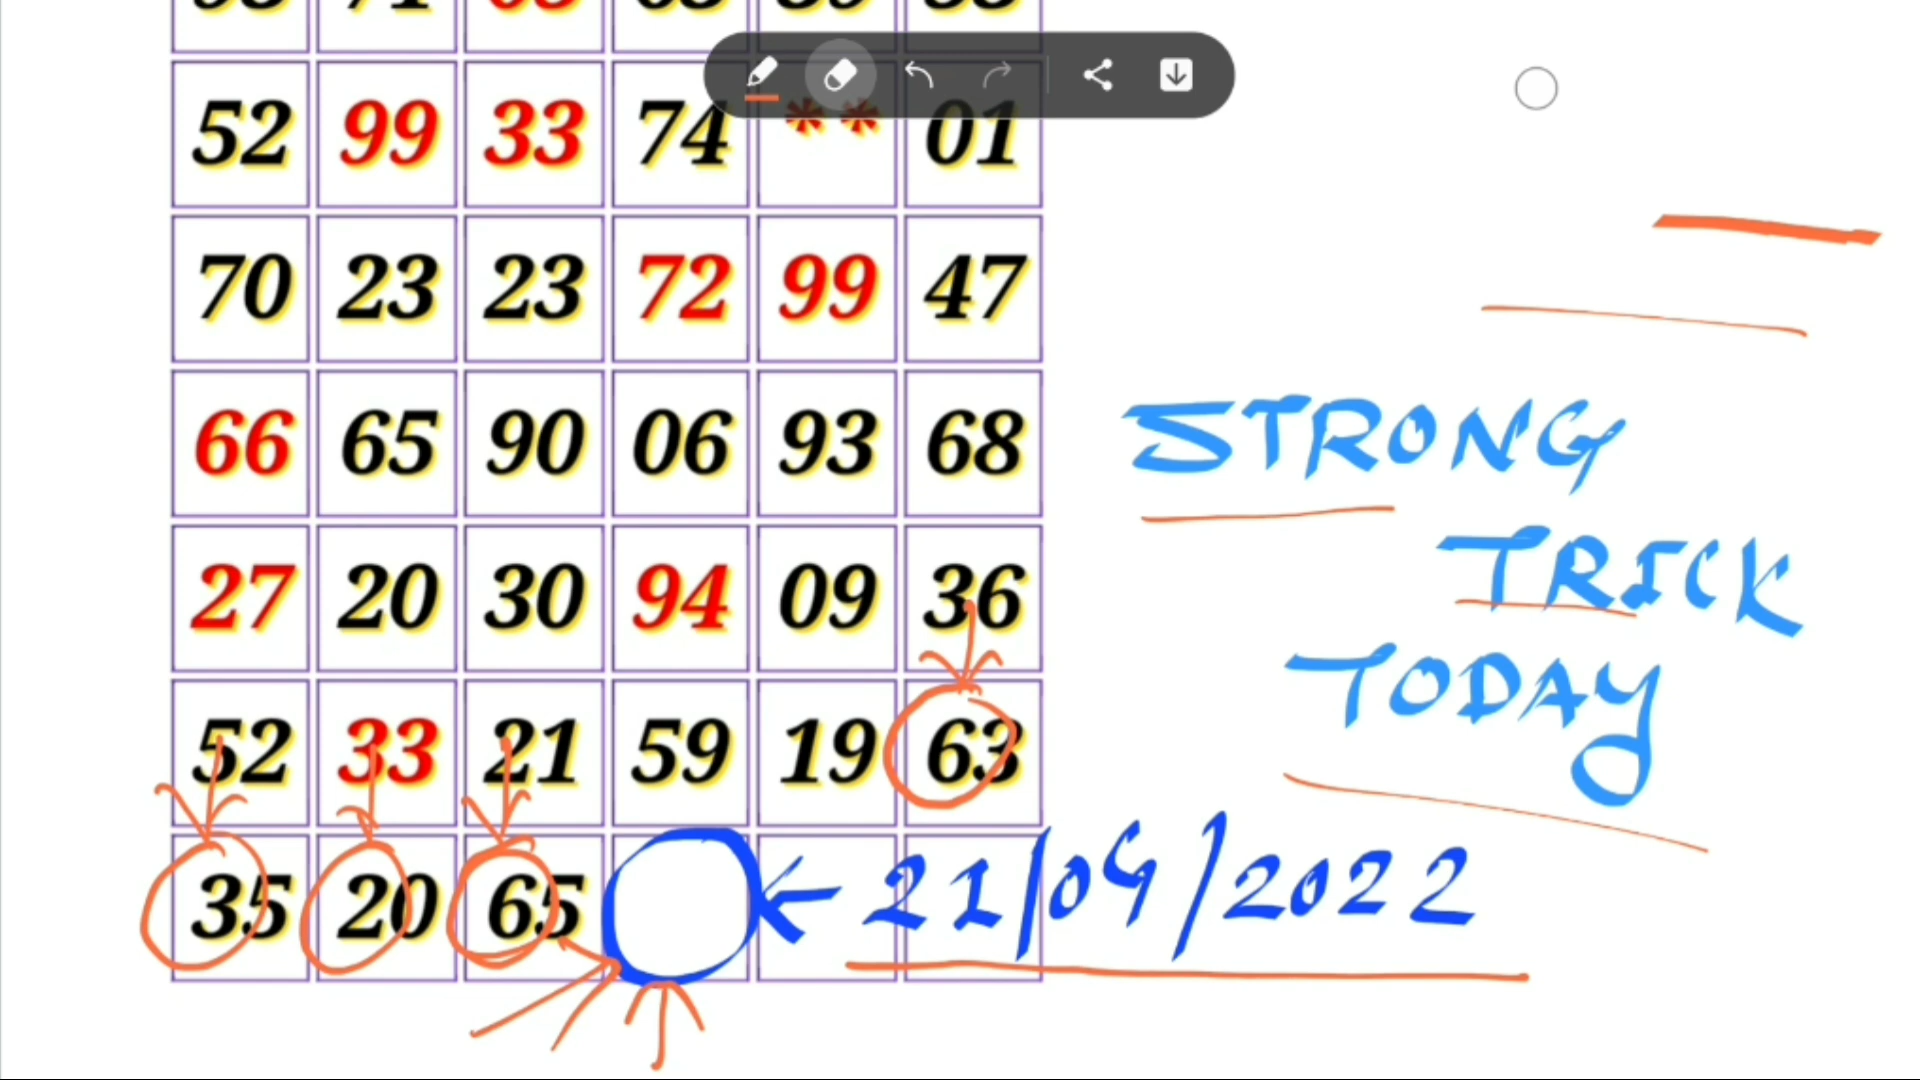 52 99 33 74 ** 01
70 23 23 72 99 47
66 65 90 06 93 68
STRONG
27 20 30 94 09 36
TRICK
52 33 21 59 19 63
TODAY
35 20 65
21/04/2022